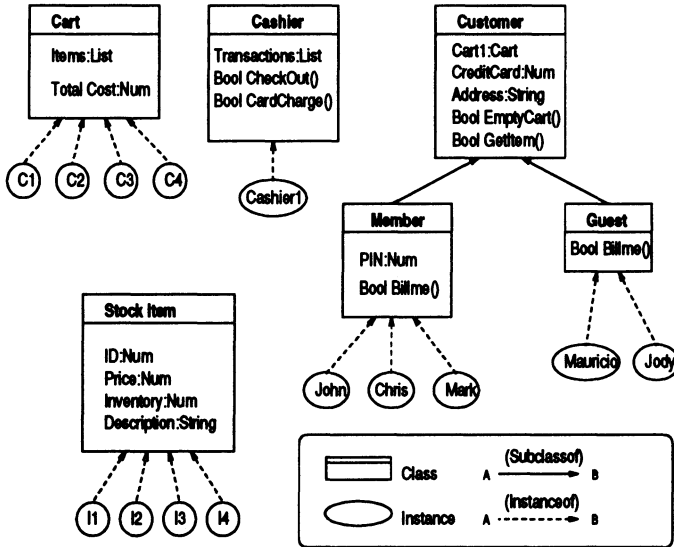 Cart
Items:List
Total Cost:Num
C1
C2
C3
C4
Cashier
Transactions:List
Bool CheckOut()
Bool CardCharge()
Cashier1
Customer
Cart1:Cart
CreditCard:Num
Address:String
Bool EmptyCart()
Bool GetItem()
Member
PIN:Num
Bool Billme()
John
Chris
Mark
Guest
Bool Billme()
Mauricio
Jody
Stock Item
ID:Num
Price:Num
Inventory:Num
Description:String
I1
I2
I3
I4
Class
A (Subclassof) B
Instance
A (Instanceof) B